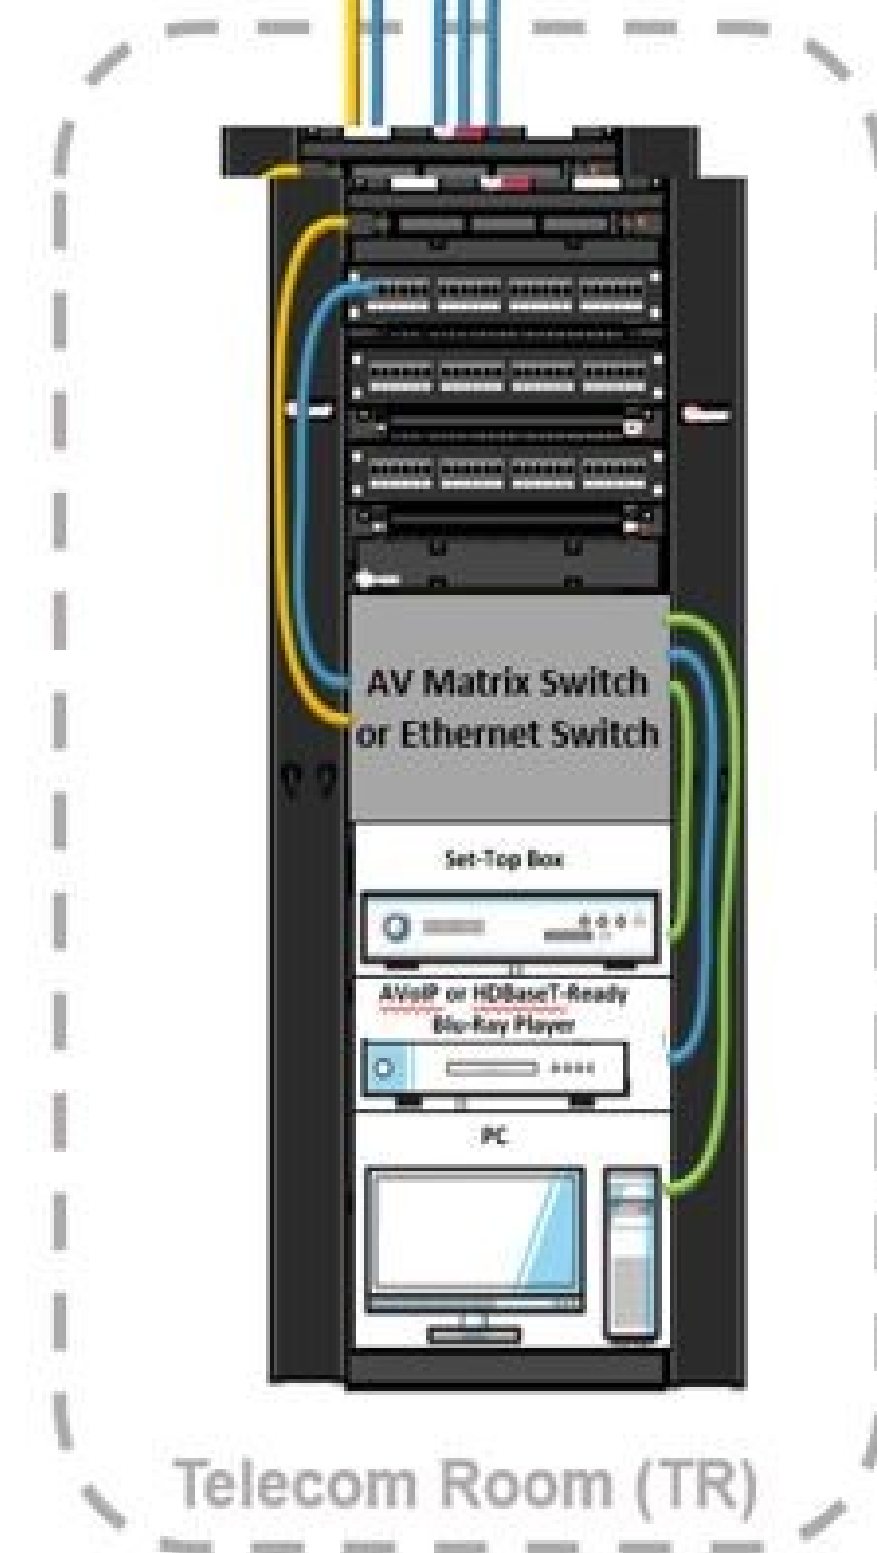 AV Matrix Switch
or Ethernet Switch
Set-Top Box
AVoIP or HDBaseT-Ready
Blu-Ray Player
PC
Telecom Room (TR)